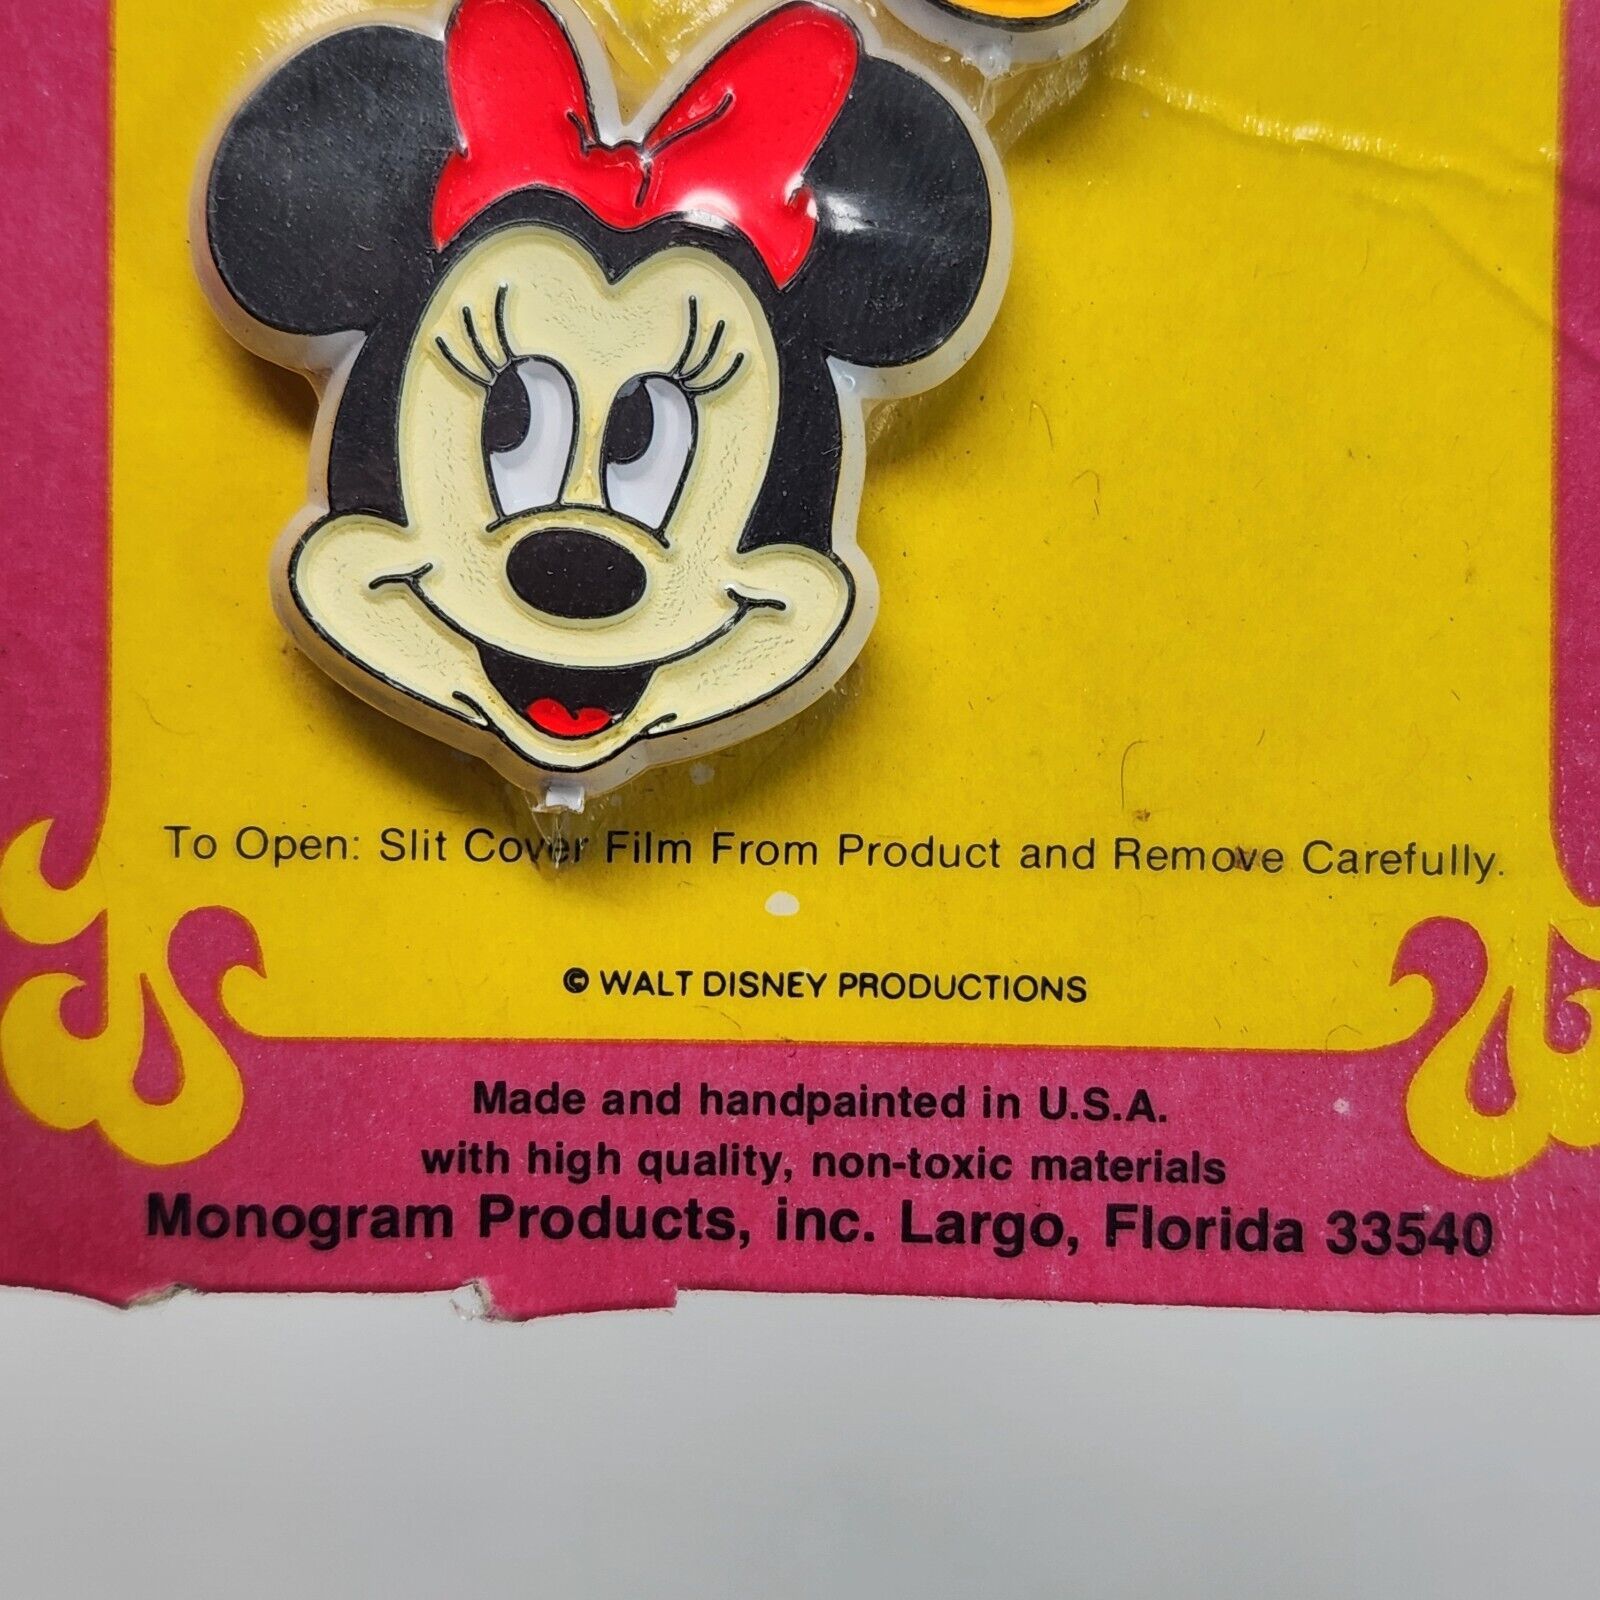 To Open: Slit Cover Film From Product and Remove Carefully.
© WALT DISNEY PRODUCTIONS
Made and handpainted in U.S.A.
with high quality, non-toxic materials
Monogram Products, inc. Largo, Florida 33540